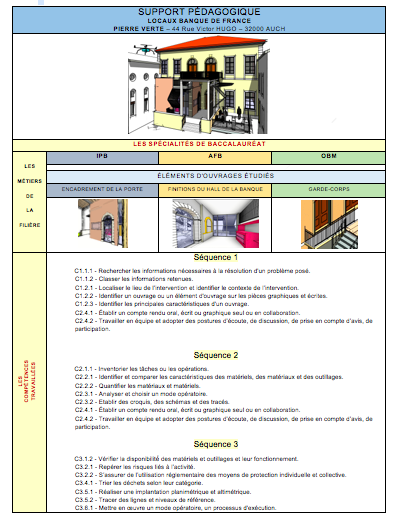 SUPPORT PÉDAGOGIQUE
LOCAUX BANQUE DE FRANCE
PIERRE VERTE – 44 Rue Victor HUGO – 32000 AUCH
LES SPÉCIALITÉS DE BACCALAURÉAT
LES
MÉTIERS
DE
LA
FILIÈRE
IPB
AFB
OBM
ÉLÉMENTS D'OUVRAGES ÉTUDIÉS
ENCADREMENT DE LA PORTE
FINITIONS DU HALL DE LA BANQUE
GARDE-CORPS
LES
COMPÉTENCES
TRAVAILLÉES
Séquence 1
C1.1.1 - Rechercher les informations nécessaires à la résolution d'un problème posé.
C1.1.2 - Classer les informations retenues.
C1.2.1 - Localiser le lieu de l'intervention et identifier le contexte de l'intervention.
C1.2.2 - Identifier un ouvrage ou un élément d'ouvrage sur les pièces graphiques et écrites.
C1.2.3 - Identifier les principales caractéristiques d'un ouvrage.
C2.4.1 - Établir un compte rendu oral, écrit ou graphique seul ou en collaboration.
C2.4.2 - Travailler en équipe et adopter des postures d'écoute, de discussion, de prise en compte d'avis, de
participation.
Séquence 2
C2.1.1 - Inventorier les tâches ou les opérations.
C2.2.1 - Identifier et comparer les caractéristiques des matériels, des matériaux et des outillages.
C2.2.2 - Quantifier les matériaux et matériels.
C2.3.1 - Analyser et choisir un mode opératoire.
C2.3.2 - Etablir des croquis, des schémas et des tracés.
C2.4.1 - Établir un compte rendu oral, écrit ou graphique seul ou en collaboration.
C2.4.2 - Travailler en équipe et adopter des postures d'écoute, de discussion, de prise en compte d'avis, de
participation.
Séquence 3
C3.1.2 - Vérifier la disponibilité des matériels et outillages et leur fonctionnement.
C3.2.1 - Repérer les risques liés à l'activité.
C3.2.2 - S'assurer de l'utilisation réglementaire des moyens de protection individuelle et collective.
C3.4.1 - Trier les déchets selon leur catégorie.
C3.5.1 - Réaliser une implantation planimétrique et altimétrique.
C3.5.2 - Tracer des lignes et niveaux de référence.
C3.6.1 - Mettre en œuvre un mode opératoire, un processus d'exécution.